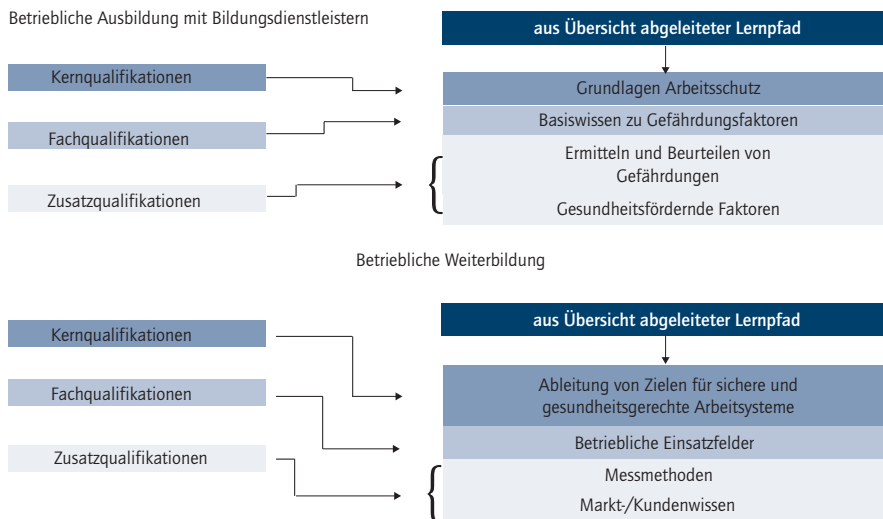 Betriebliche Ausbildung mit Bildungsdienstleistern
aus Übersicht abgeleiteter Lernpfad
Kernqualifikationen
Grundlagen Arbeitsschutz
Fachqualifikationen
Basiswissen zu Gefährdungsfaktoren
Zusatzqualifikationen
Ermitteln und Beurteilen von
Gefährdungen
Gesundheitsfördernde Faktoren
Betriebliche Weiterbildung
aus Übersicht abgeleiteter Lernpfad
Kernqualifikationen
Ableitung von Zielen für sichere und
gesundheitsgerechte Arbeitsysteme
Fachqualifikationen
Betriebliche Einsatzfelder
Zusatzqualifikationen
Messmethoden
Markt-/Kundenwissen